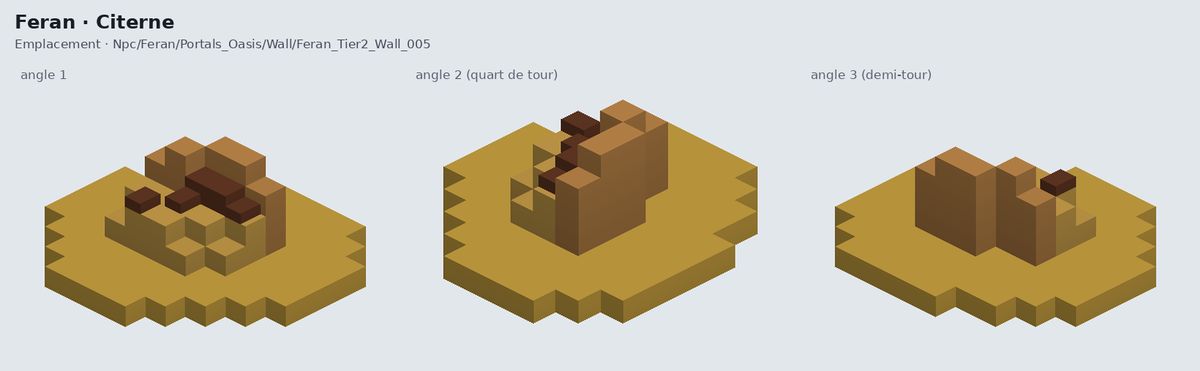 Feran · Citerne
Emplacement · Npc/Feran/Portals_Oasis/Wall/Feran_Tier2_Wall_005
angle 1
angle 2 (quart de tour)
angle 3 (demi-tour)